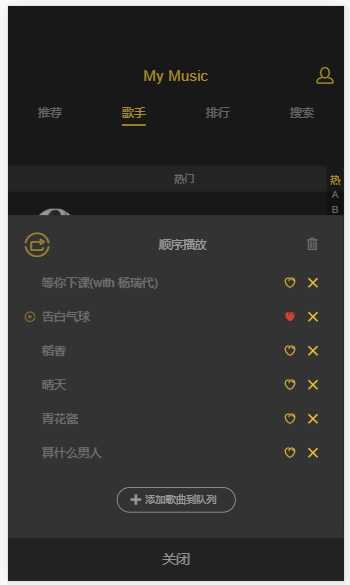 My Music
推荐 歌手 排行 搜索
热门
热
A
B
顺序播放
等你下课(with 杨瑞代)
告白气球
稻香
晴天
青花瓷
算什么男人
添加歌曲到队列
关闭